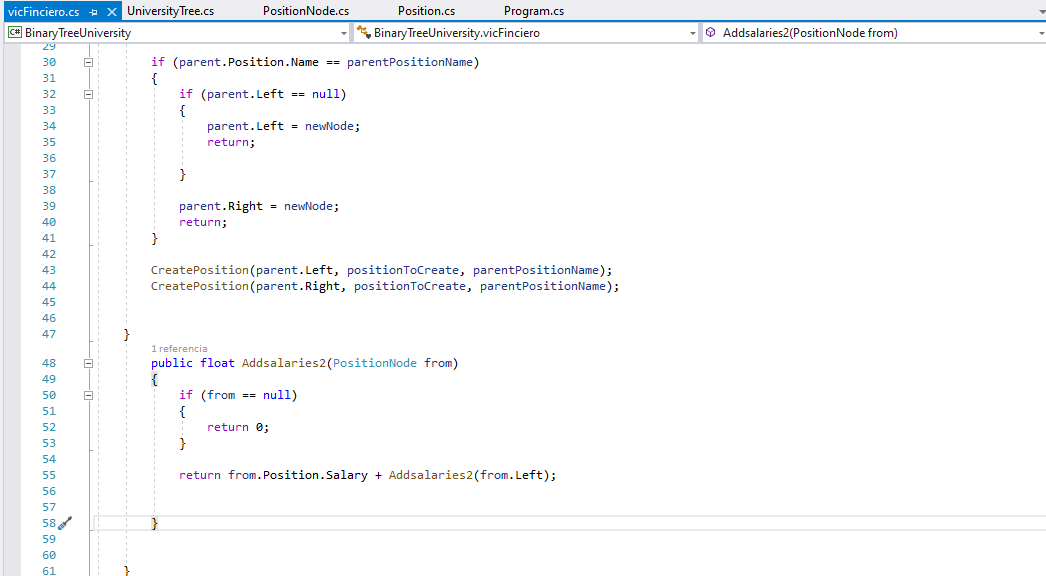 vicFinciero.cs UniversityTree.cs PositionNode.cs Position.cs Program.cs
C# BinaryTreeUniversity BinaryTreeUniversity.vicFinciero Addsalaries2(PositionNode from)
29
30 if (parent.Position.Name == parentPositionName)
31 {
32 if (parent.Left == null)
33 {
34 parent.Left = newNode;
35 return;
36
37 }
38
39 parent.Right = newNode;
40 return;
41 }
42
43 CreatePosition(parent.Left, positionToCreate, parentPositionName);
44 CreatePosition(parent.Right, positionToCreate, parentPositionName);
45
46
47 }
1 referencia
48 public float Addsalaries2(PositionNode from)
49 {
50 if (from == null)
51 {
52 return 0;
53 }
54
55 return from.Position.Salary + Addsalaries2(from.Left);
56
57
58 }
59
60
61 }